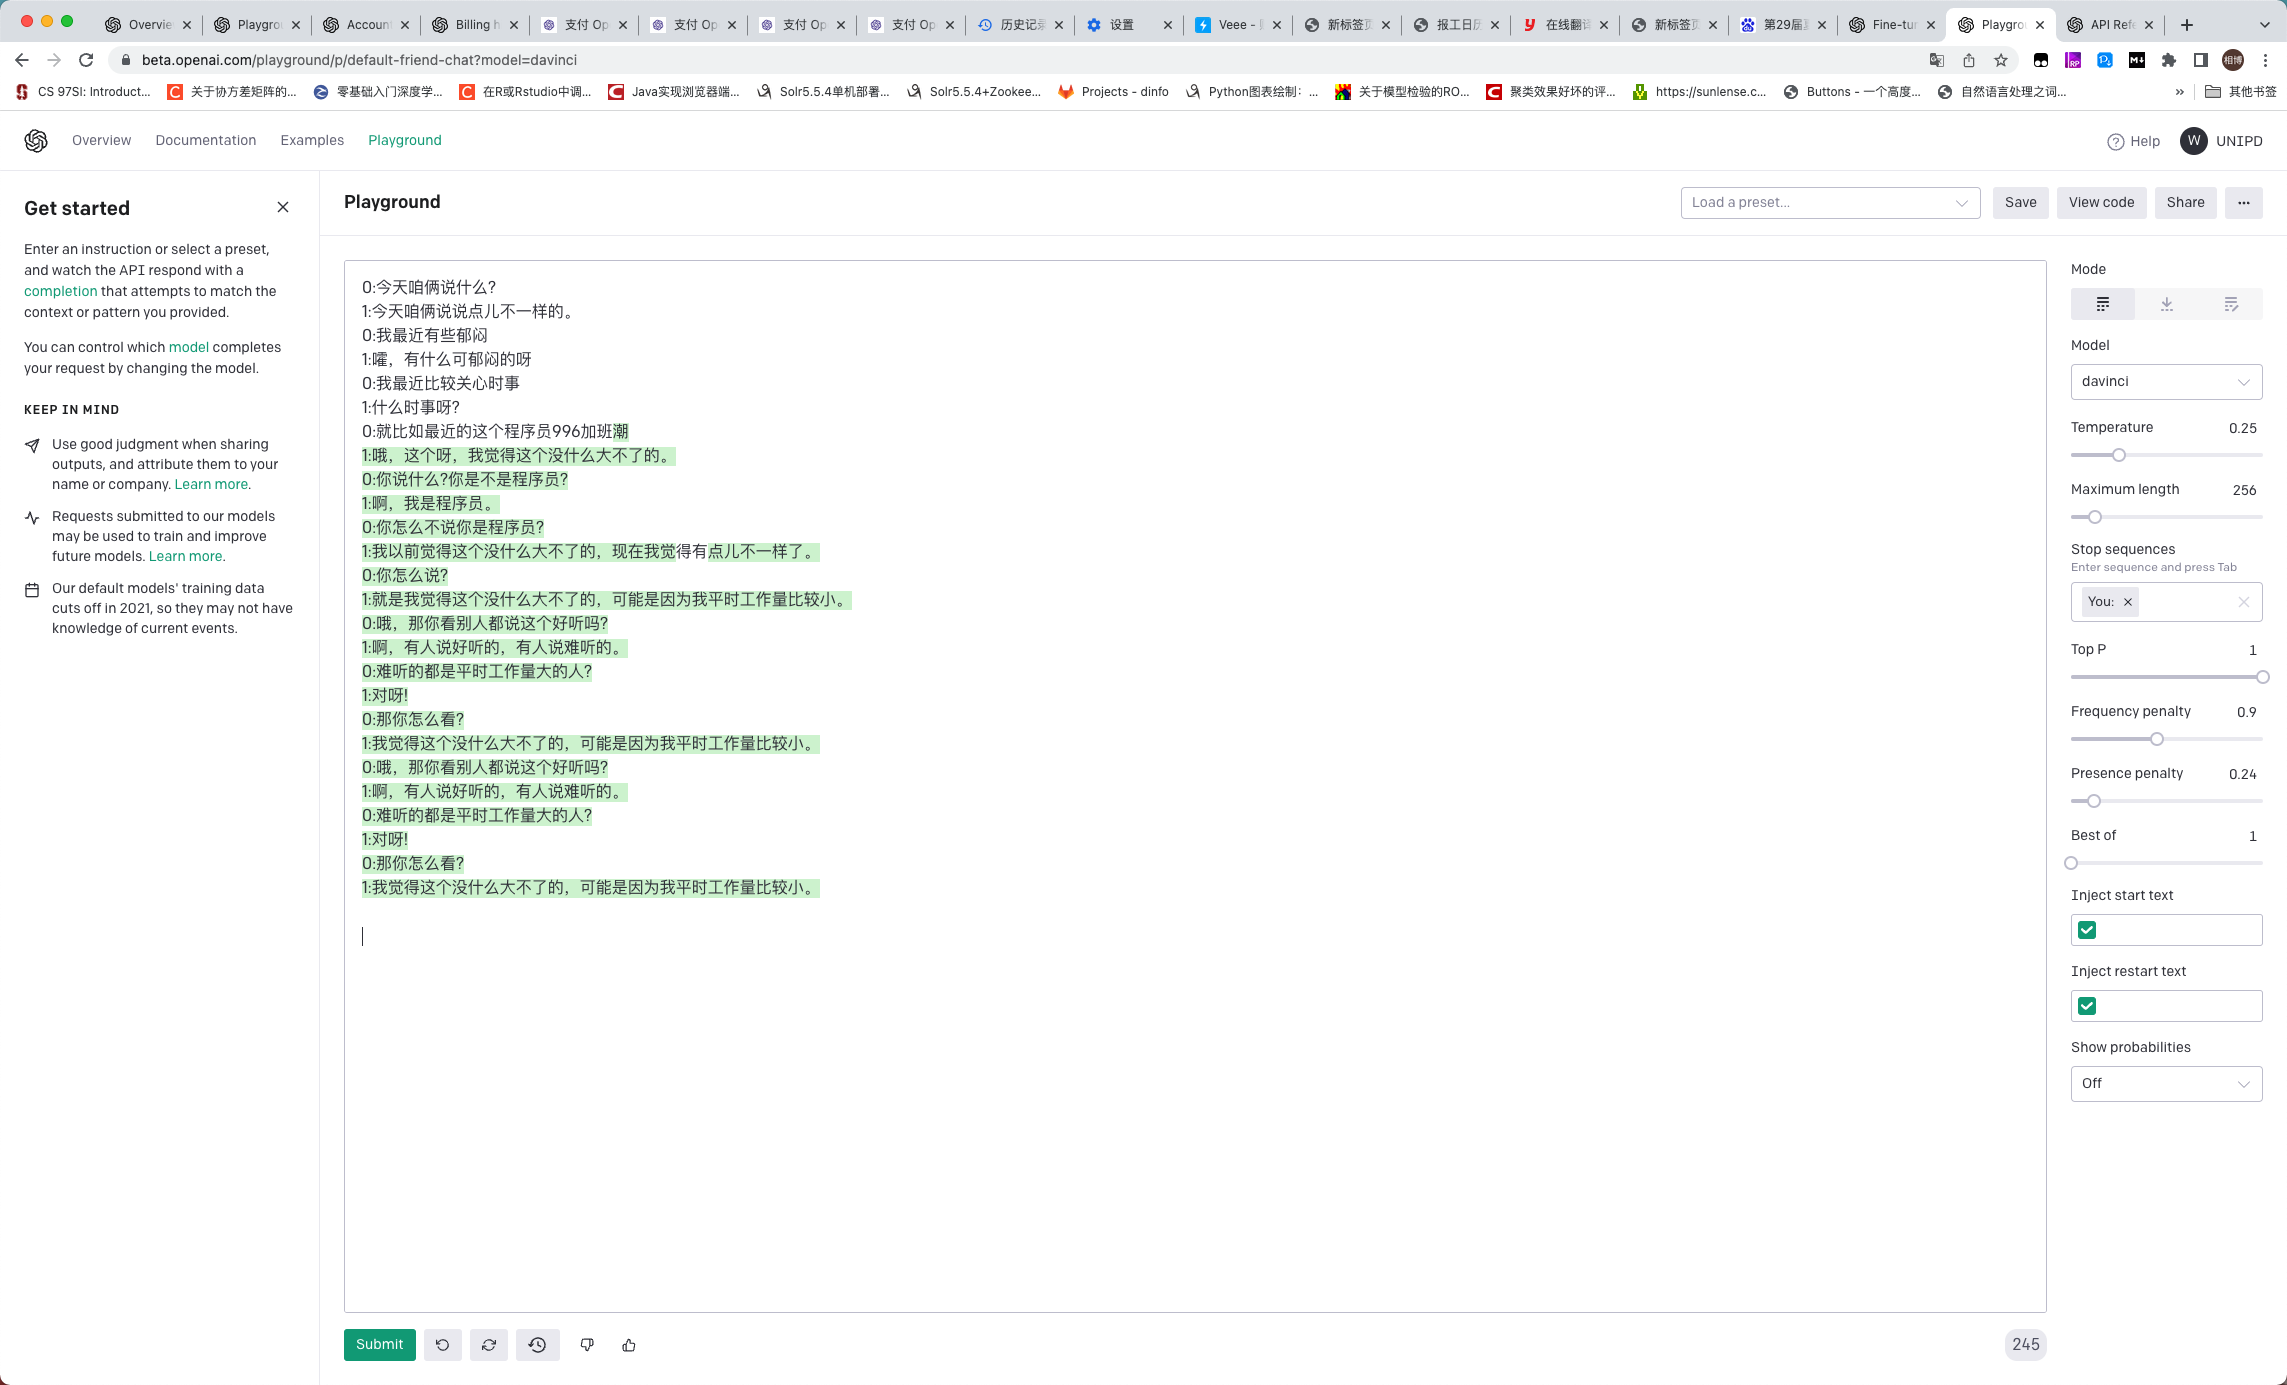 Overvie
Playgrou
Account
Billing h
支付 Op
支付 Op
支付 Op
支付 Op
历史记录
设置
Veee -
新标签页
报工日历
在线翻译
新标签页
第29届
Fine-tun
Playgrou
API Refe
beta.openai.com/playground/p/default-friend-chat?model=davinci
相博
CS 97SI: Introduct...
关于协方差矩阵的...
零基础入门深度学...
在R或Rstudio中调...
Java实现浏览器端...
Solr5.5.4单机部署...
Solr5.5.4+Zookee...
Projects - dinfo
Python图表绘制：...
关于模型检验的RO...
聚类效果好坏的评...
https://sunlense.c...
Buttons - 一个高度...
自然语言处理之词...
»
其他书签
Overview
Documentation
Examples
Playground
Help
W
UNIPD
Get started
Enter an instruction or select a preset,
and watch the API respond with a
completion that attempts to match the
context or pattern you provided.
You can control which model completes
your request by changing the model.
KEEP IN MIND
Use good judgment when sharing
outputs, and attribute them to your
name or company. Learn more.
Requests submitted to our models
may be used to train and improve
future models. Learn more.
Our default models' training data
cuts off in 2021, so they may not have
knowledge of current events.
Playground
Load a preset...
Save
View code
Share
...
0:今天咱俩说什么?
1:今天咱俩说说点儿不一样的。
0:我最近有些郁闷
1:嚯，有什么可郁闷的呀
0:我最近比较关心时事
1:什么时事呀?
0:就比如最近的这个程序员996加班潮
1:哦，这个呀，我觉得这个没什么大不了的。
0:你说什么?你是不是程序员?
1:啊，我是程序员。
0:你怎么不说你是程序员?
1:我以前觉得这个没什么大不了的，现在我觉得有点儿不一样了。
0:你怎么说?
1:就是我觉得这个没什么大不了的，可能是因为我平时工作量比较小。
0:哦，那你看别人都说这个好听吗?
1:啊，有人说好听的，有人说难听的。
0:难听的都是平时工作量大的人?
1:对呀!
0:那你怎么看?
1:我觉得这个没什么大不了的，可能是因为我平时工作量比较小。
0:哦，那你看别人都说这个好听吗?
1:啊，有人说好听的，有人说难听的。
0:难听的都是平时工作量大的人?
1:对呀!
0:那你怎么看?
1:我觉得这个没什么大不了的，可能是因为我平时工作量比较小。
Submit
245
Mode
Model
davinci
Temperature 0.25
Maximum length 256
Stop sequences
Enter sequence and press Tab
You: ×
Top P 1
Frequency penalty 0.9
Presence penalty 0.24
Best of 1
Inject start text
Inject restart text
Show probabilities
Off